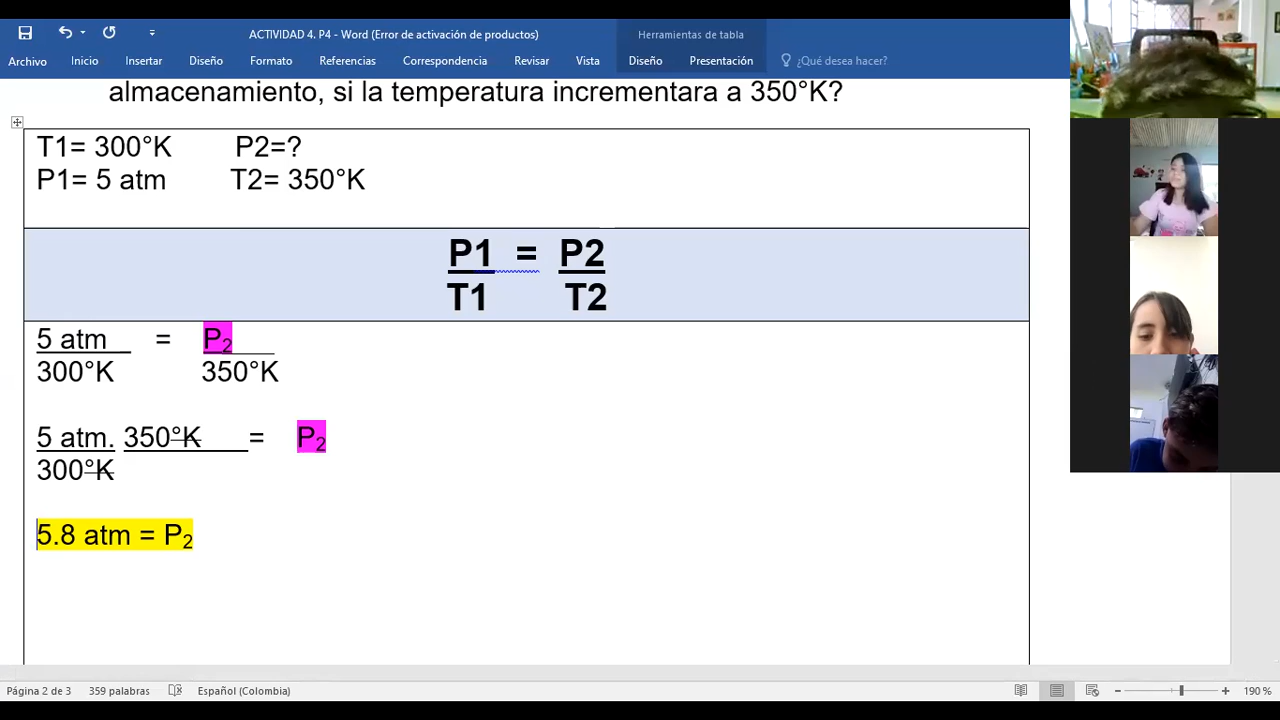 ACTIVIDAD 4. P4 - Word (Error de activación de productos)
Herramientas de tabla
Archivo Inicio Insertar Diseño Formato Referencias Correspondencia Revisar Vista Diseño Presentación ¿Qué desea hacer?
almacenamiento, si la temperatura incrementara a 350°K?
T1= 300°K P2=?
P1= 5 atm T2= 350°K
P1 = P2
T1 T2
5 atm = P₂
300°K 350°K
5 atm. 350°K = P₂
300°K
5.8 atm = P₂
Página 2 de 3 359 palabras Español (Colombia) 190 %